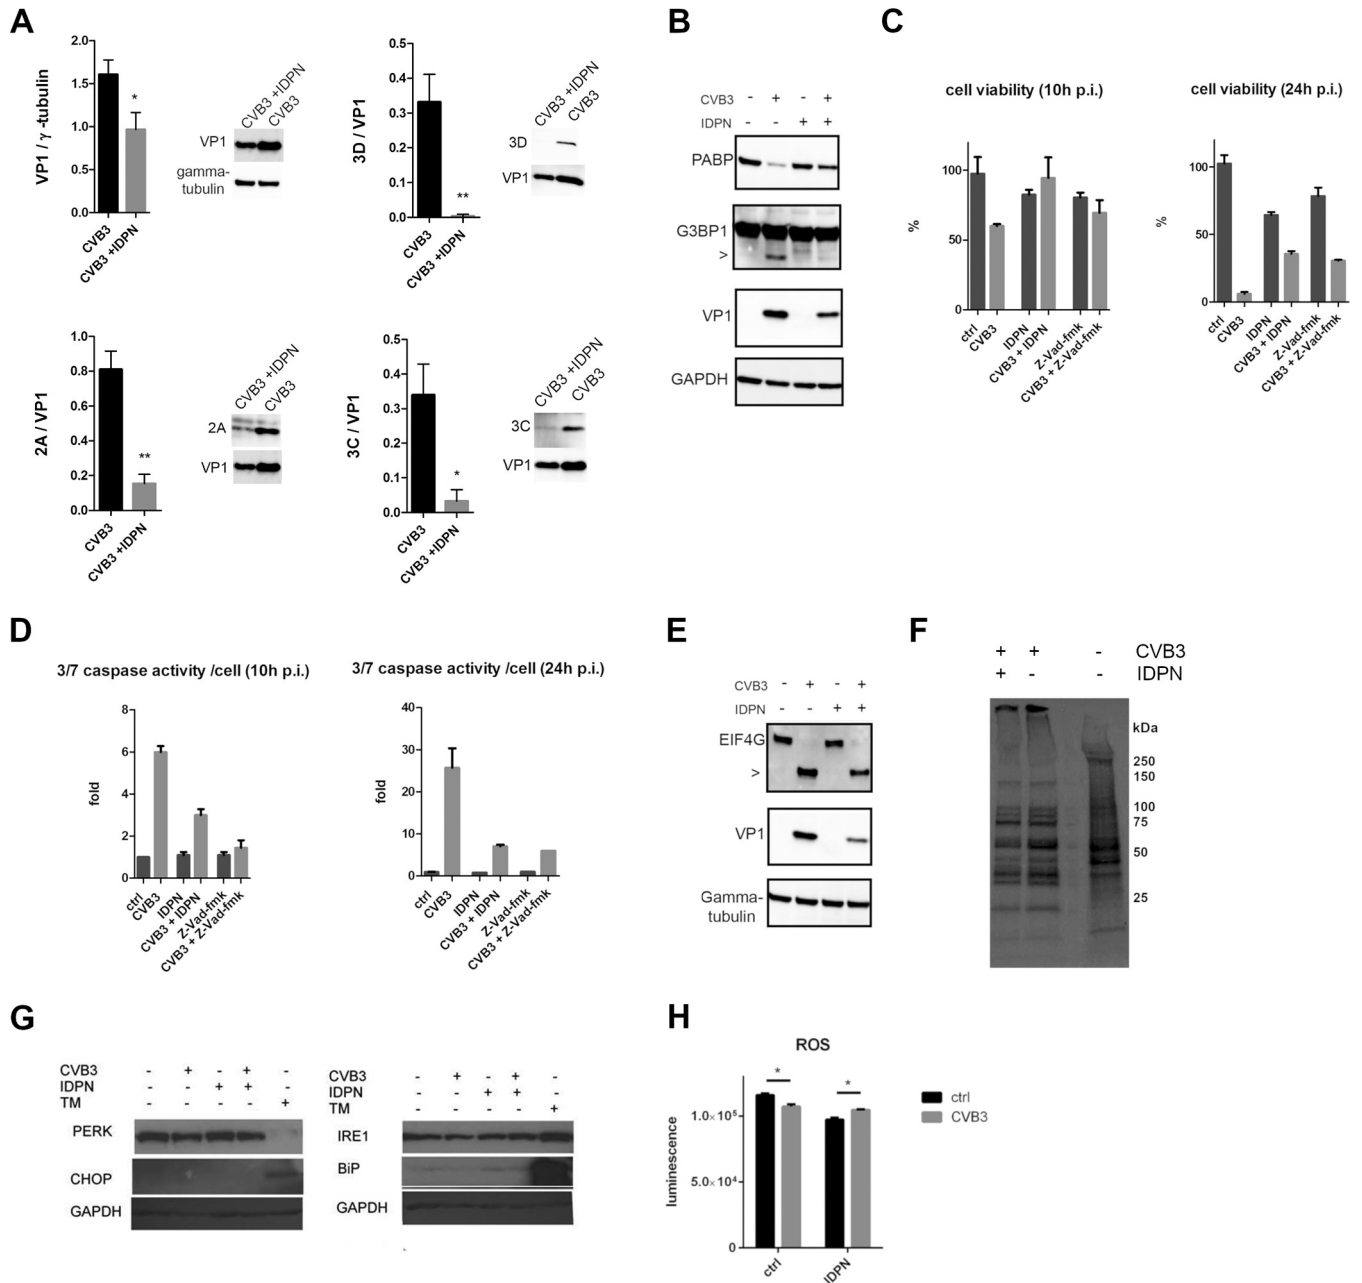 A
VP1 / γ -tubulin
2.0
1.5
1.0
0.5
0.0
*
CVB3
CVB3 +IDPN
CVB3 +IDPN
CVB3
VP1
gamma-
tubulin
3D / VP1
0.5
0.4
0.3
0.2
0.1
0.0
**
CVB3
CVB3 +IDPN
CVB3 +IDPN
CVB3
3D
VP1
2A / VP1
1.0
0.8
0.6
0.4
0.2
0.0
**
CVB3
CVB3 +IDPN
CVB3 +IDPN
CVB3
2A
VP1
3C / VP1
0.5
0.4
0.3
0.2
0.1
0.0
*
CVB3
CVB3 +IDPN
CVB3 +IDPN
CVB3
3C
VP1
B
CVB3 - + - +
IDPN - - + +
PABP
G3BP1
>
VP1
GAPDH
C
cell viability (10h p.i.)
%
100
50
0
ctrl
CVB3
IDPN
CVB3 + IDPN
Z-Vad-fmk
CVB3 + Z-Vad-fmk
cell viability (24h p.i.)
%
100
50
0
ctrl
CVB3
IDPN
CVB3 + IDPN
Z-Vad-fmk
CVB3 + Z-Vad-fmk
D
3/7 caspase activity /cell (10h p.i.)
fold
8
6
4
2
0
ctrl
CVB3
IDPN
CVB3 + IDPN
Z-Vad-fmk
CVB3 + Z-Vad-fmk
3/7 caspase activity /cell (24h p.i.)
fold
40
30
20
10
0
ctrl
CVB3
IDPN
CVB3 + IDPN
Z-Vad-fmk
CVB3 + Z-Vad-fmk
E
CVB3 - + - +
IDPN - - + +
EIF4G
>
VP1
Gamma-
tubulin
F
+ + - CVB3
+ - - IDPN
kDa
250
150
100
75
50
25
G
CVB3 - + - + -
IDPN - - + + -
TM - - - - +
PERK
CHOP
GAPDH
CVB3 - + - + -
IDPN - - + + -
TM - - - - +
IRE1
BiP
GAPDH
H
ROS
luminescence
1.0×10⁵
5.0×10⁴
0
*
*
ctrl
IDPN
ctrl
CVB3